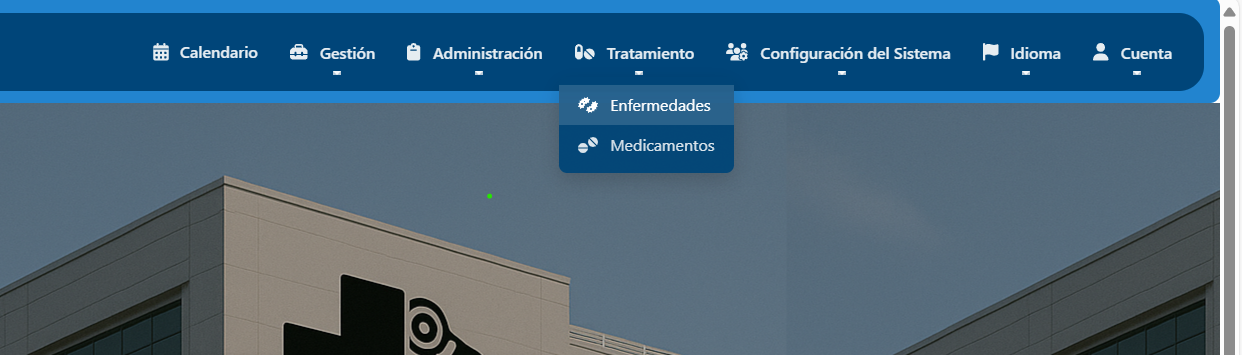 Calendario Gestión Administración Tratamiento Configuración del Sistema Idioma Cuenta
Enfermedades
Medicamentos